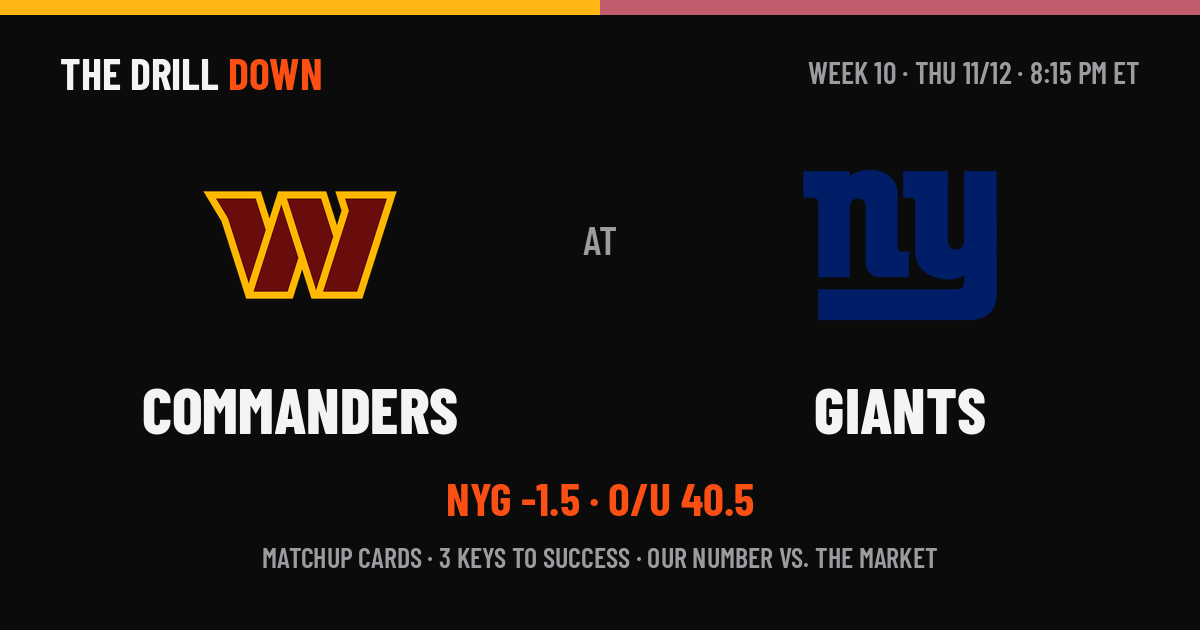 THE DRILL DOWN
WEEK 10 · THU 11/12 · 8:15 PM ET
W
ny
AT
COMMANDERS
GIANTS
NYG -1.5 · O/U 40.5
MATCHUP CARDS · 3 KEYS TO SUCCESS · OUR NUMBER VS. THE MARKET